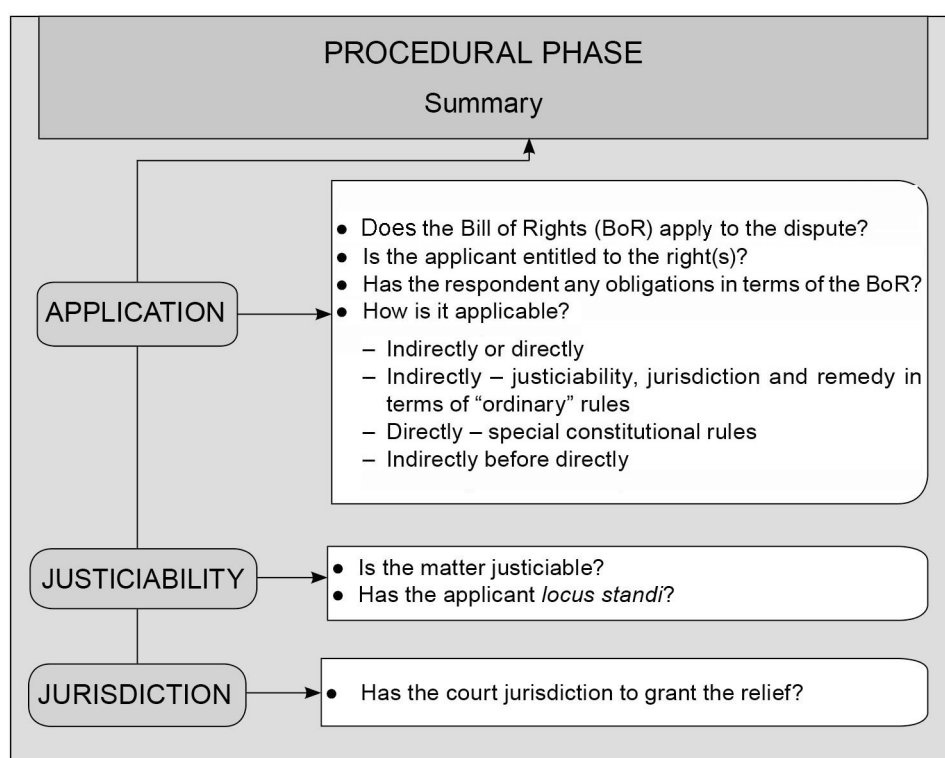 PROCEDURAL PHASE
Summary
APPLICATION
● Does the Bill of Rights (BoR) apply to the dispute?
● Is the applicant entitled to the right(s)?
● Has the respondent any obligations in terms of the BoR?
● How is it applicable?
– Indirectly or directly
– Indirectly – justiciability, jurisdiction and remedy in
terms of “ordinary” rules
– Directly – special constitutional rules
– Indirectly before directly
JUSTICIABILITY
● Is the matter justiciable?
● Has the applicant locus standi?
JURISDICTION
● Has the court jurisdiction to grant the relief?